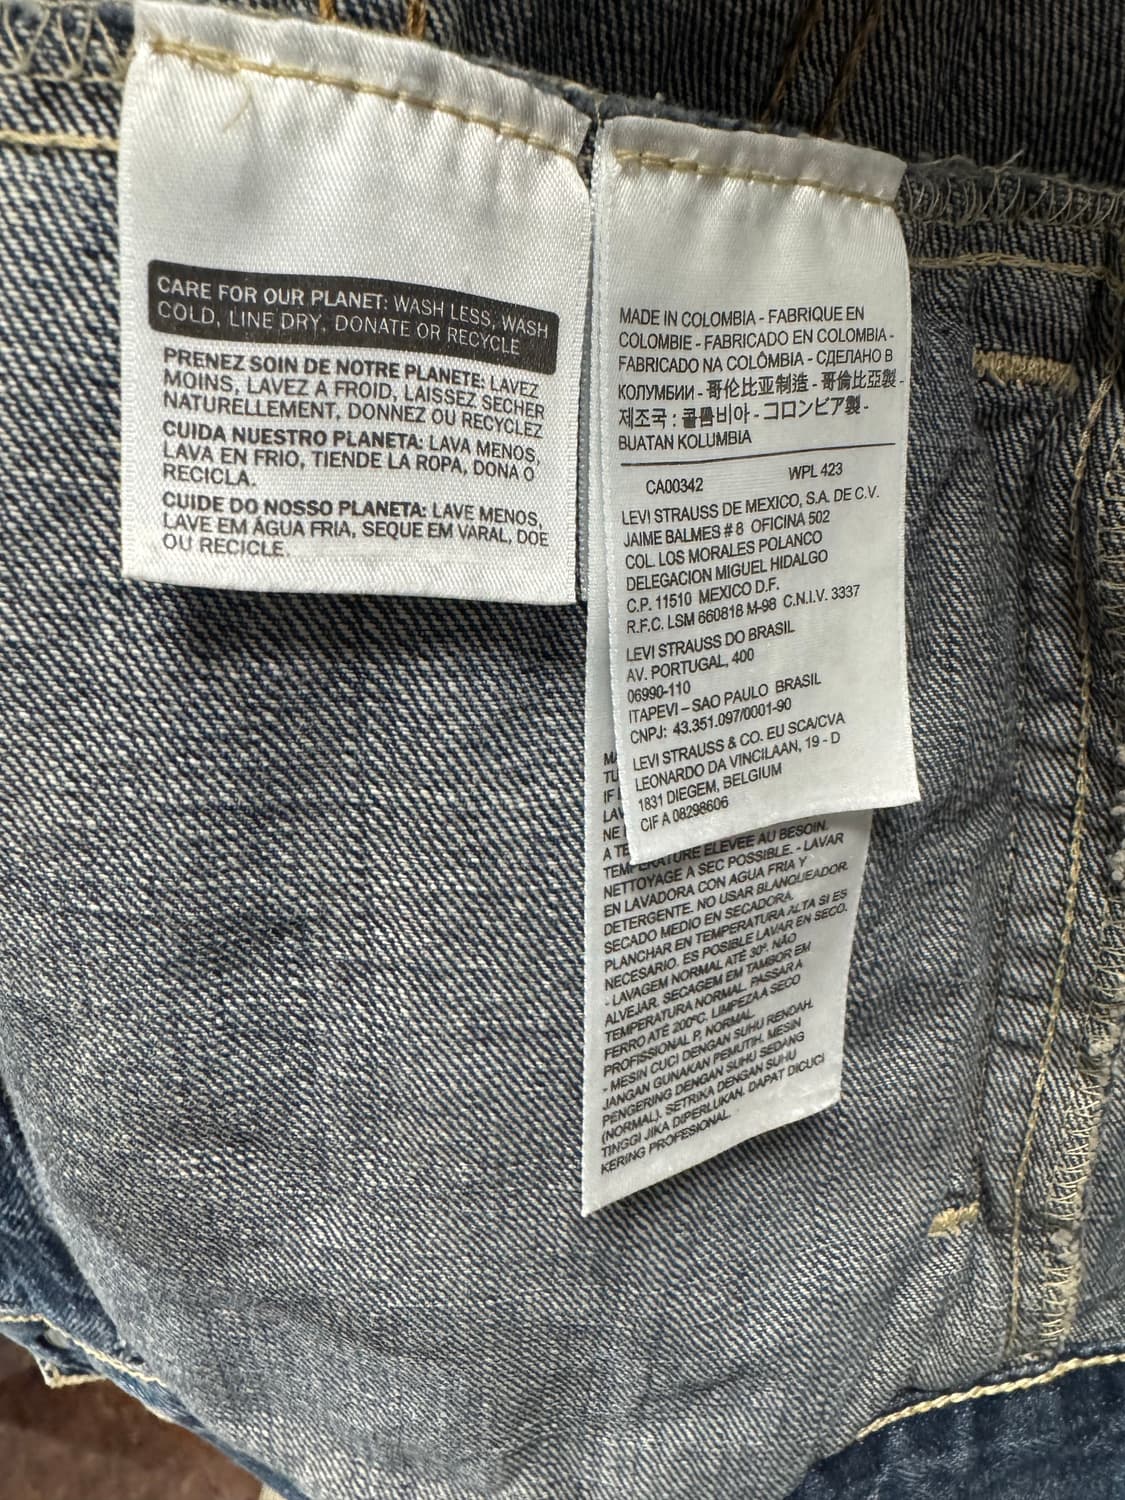 CARE FOR OUR PLANET: WASH LESS, WASH
COLD, LINE DRY, DONATE OR RECYCLE
PRENEZ SOIN DE NOTRE PLANETE: LAVEZ
MOINS, LAVEZ A FROID, LAISSEZ SECHER
NATURELLEMENT, DONNEZ OU RECYCLEZ
CUIDA NUESTRO PLANETA: LAVA MENOS,
LAVA EN FRIO, TIENDE LA ROPA, DONA O
RECICLA.
CUIDE DO NOSSO PLANETA: LAVE MENOS,
LAVE EM ÁGUA FRIA, SEQUE EM VARAL, DOE
OU RECICLE.
MADE IN COLOMBIA - FABRIQUE EN
COLOMBIE - FABRICADO EN COLOMBIA -
FABRICADO NA COLÔMBIA - СДЕЛАНО В
КОЛУМБИИ - 哥伦比亚制造 - 哥倫比亞製 -
제조국 : 콜롬비아 - コロンビア製 -
BUATAN KOLUMBIA
CA00342 WPL 423
LEVI STRAUSS DE MEXICO, S.A. DE C.V.
JAIME BALMES # 8 OFICINA 502
COL. LOS MORALES POLANCO
DELEGACION MIGUEL HIDALGO
C.P. 11510 MEXICO D.F.
R.F.C. LSM 660818 M-98 C.N.I.V. 3337
LEVI STRAUSS DO BRASIL
AV. PORTUGAL, 400
06990-110
ITAPEVI – SAO PAULO BRASIL
CNPJ: 43.351.097/0001-90
LEVI STRAUSS & CO. EU SCA/CVA
LEONARDO DA VINCILAAN, 19 - D
1831 DIEGEM, BELGIUM
CIF A 08298606
IF
NE
A
TEMPERATURE ELEVEE AU BESOIN.
NETTOYAGE A SEC POSSIBLE. - LAVAR
EN LAVADORA CON AGUA FRIA Y
DETERGENTE. NO USAR BLANQUEADOR.
SECADO MEDIO EN SECADORA.
PLANCHAR EN TEMPERATURA ALTA SI ES
NECESARIO. ES POSIBLE LAVAR EN SECO.
- LAVAGEM NORMAL ATÉ 30º. NÃO
ALVEJAR. SECAGEM EM TAMBOR EM
TEMPERATURA NORMAL. PASSAR A
FERRO ATÉ 200ºC. LIMPEZA A SECO
PROFISSIONAL P, NORMAL.
- MESIN CUCI DENGAN SUHU RENDAH.
JANGAN GUNAKAN PEMUTIH. MESIN
PENGERING DENGAN SUHU SEDANG
(NORMAL). SETRIKA DENGAN SUHU
TINGGI JIKA DIPERLUKAN. DAPAT DICUCI
KERING PROFESIONAL.